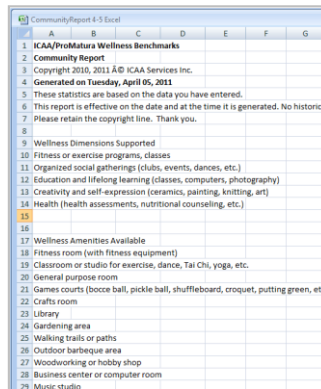 CommunityReport 4-5 Excel
A B C D E F G
1 ICAA/ProMatura Wellness Benchmarks
2 Community Report
3 Copyright 2010, 2011 Â© ICAA Services Inc.
4 Generated on Tuesday, April 05, 2011
5 These statistics are based on the data you have entered.
6 This report is effective on the date and at the time it is generated. No historic
7 Please retain the copyright line. Thank you.
8
9 Wellness Dimensions Supported
10 Fitness or exercise programs, classes
11 Organized social gatherings (clubs, events, dances, etc.)
12 Education and lifelong learning (classes, computers, photography)
13 Creativity and self-expression (ceramics, painting, knitting, art)
14 Health (health assessments, nutritional counseling, etc.)
15
16
17 Wellness Amenities Available
18 Fitness room (with fitness equipment)
19 Classroom or studio for exercise, dance, Tai Chi, yoga, etc.
20 General purpose room
21 Games courts (bocce ball, pickle ball, shuffleboard, croquet, putting green, et
22 Crafts room
23 Library
24 Gardening area
25 Walking trails or paths
26 Outdoor barbeque area
27 Woodworking or hobby shop
28 Business center or computer room
29 Music studio